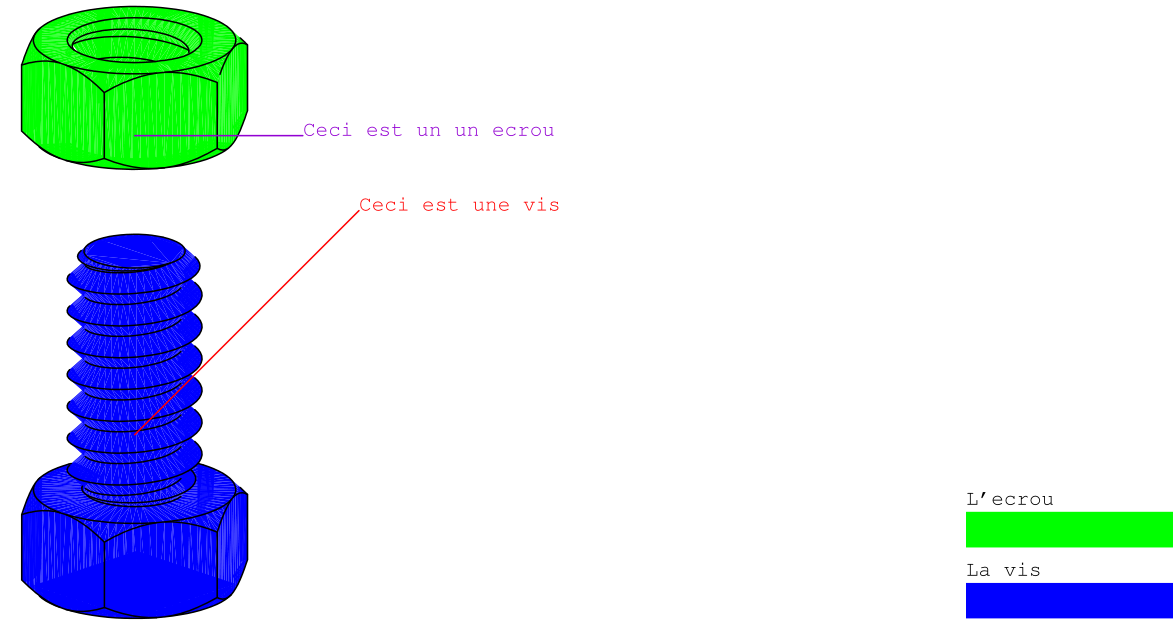 Ceci est un un ecrou
Ceci est une vis
L'ecrou
La vis